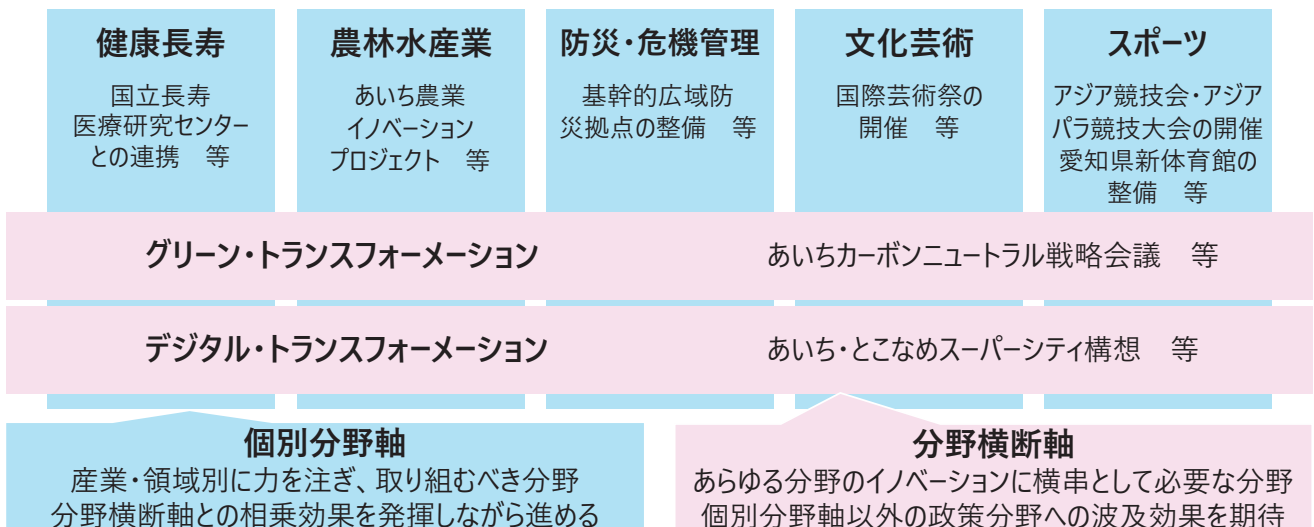 健康長寿
国立長寿
医療研究センター
との連携　等
農林水産業
あいち農業
イノベーション
プロジェクト　等
防災・危機管理
基幹的広域防
災拠点の整備　等
文化芸術
国際芸術祭の
開催　等
スポーツ
アジア競技会・アジア
パラ競技大会の開催
愛知県新体育館の
整備　等
グリーン・トランスフォーメーション
あいちカーボンニュートラル戦略会議　等
デジタル・トランスフォーメーション
あいち・とこなめスーパーシティ構想　等
個別分野軸
産業・領域別に力を注ぎ、取り組むべき分野
分野横断軸との相乗効果を発揮しながら進める
分野横断軸
あらゆる分野のイノベーションに横串として必要な分野
個別分野軸以外の政策分野への波及効果を期待